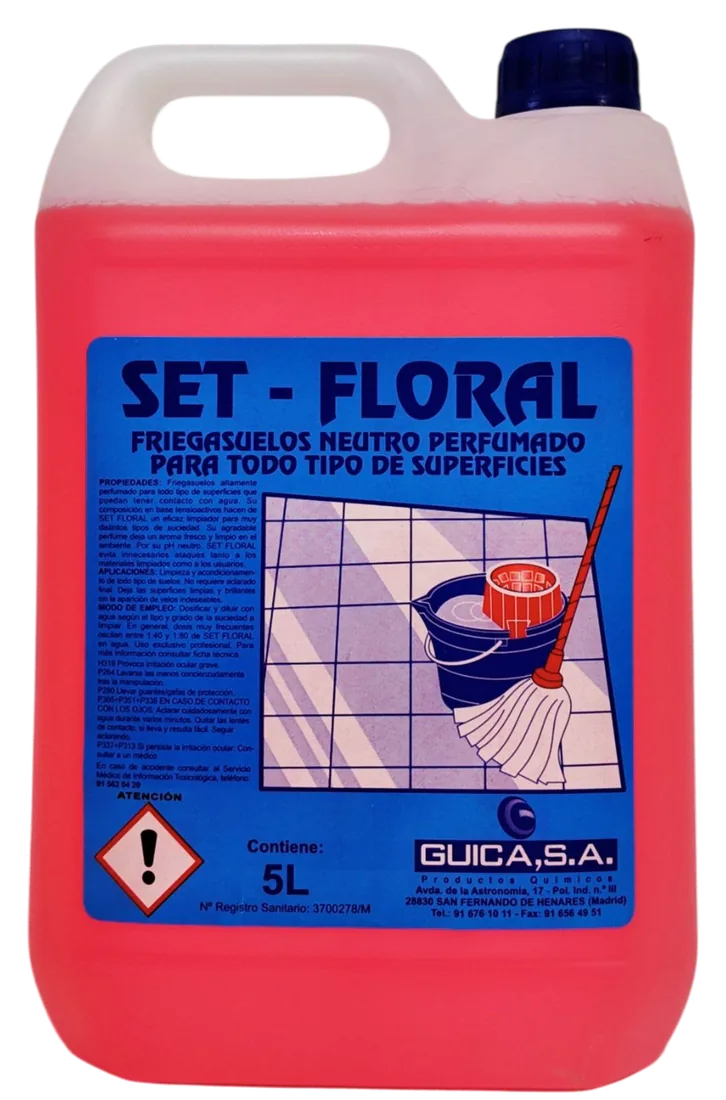 SET - FLORAL
FRIEGASUELOS NEUTRO PERFUMADO
PARA TODO TIPO DE SUPERFICIES
PROPIEDADES: Friegasuelos altamente
perfumado para todo tipo de superficies que
puedan tener contacto con agua. Su
composición en base tensioactivos hacen de
SET FLORAL un eficaz limpiador para muy
distintos tipos de suciedad. Su agradable
perfume deja un aroma fresco y limpio en el
ambiente. Por su pH neutro, SET FLORAL
evita innecesarios ataques tanto a los
materiales limpiados como a los usuarios.
APLICACIONES: Limpieza y acondicionamien-
to de todo tipo de suelos. No requiere aclarado
final. Deja las superficies limpias y brillantes
sin la aparición de velos indeseables.
MODO DE EMPLEO: Dosificar y diluir con
agua según el tipo y grado de la suciedad a
limpiar. En general, dosis muy frecuentes
oscilan entre 1:40 y 1:80 de SET FLORAL
en agua. Uso exclusivo profesional. Para
más información consultar ficha técnica.
H319 Provoca irritación ocular grave.
P264 Lavarse las manos concienzudamente
tras la manipulación.
P280 Llevar guantes/gafas de protección.
P305+P351+P338 EN CASO DE CONTACTO
CON LOS OJOS: Aclarar cuidadosamente con
agua durante varios minutos. Quitar las lentes
de contacto, si lleva y resulta fácil. Seguir
aclarando.
P337+P313 Si persiste la irritación ocular: Con-
sultar a un médico
En caso de accidente consultar al Servicio
Médico de Información Toxicológica, teléfono:
91 562 04 20
ATENCIÓN
Contiene:
5L
Nº Registro Sanitario: 3700278/M
GUICA,S.A.
Productos Químicos
Avda. de la Astronomía, 17 - Pol. Ind. n.º III
28830 SAN FERNANDO DE HENARES (Madrid)
Tel.: 91 676 10 11 - Fax: 91 656 49 51